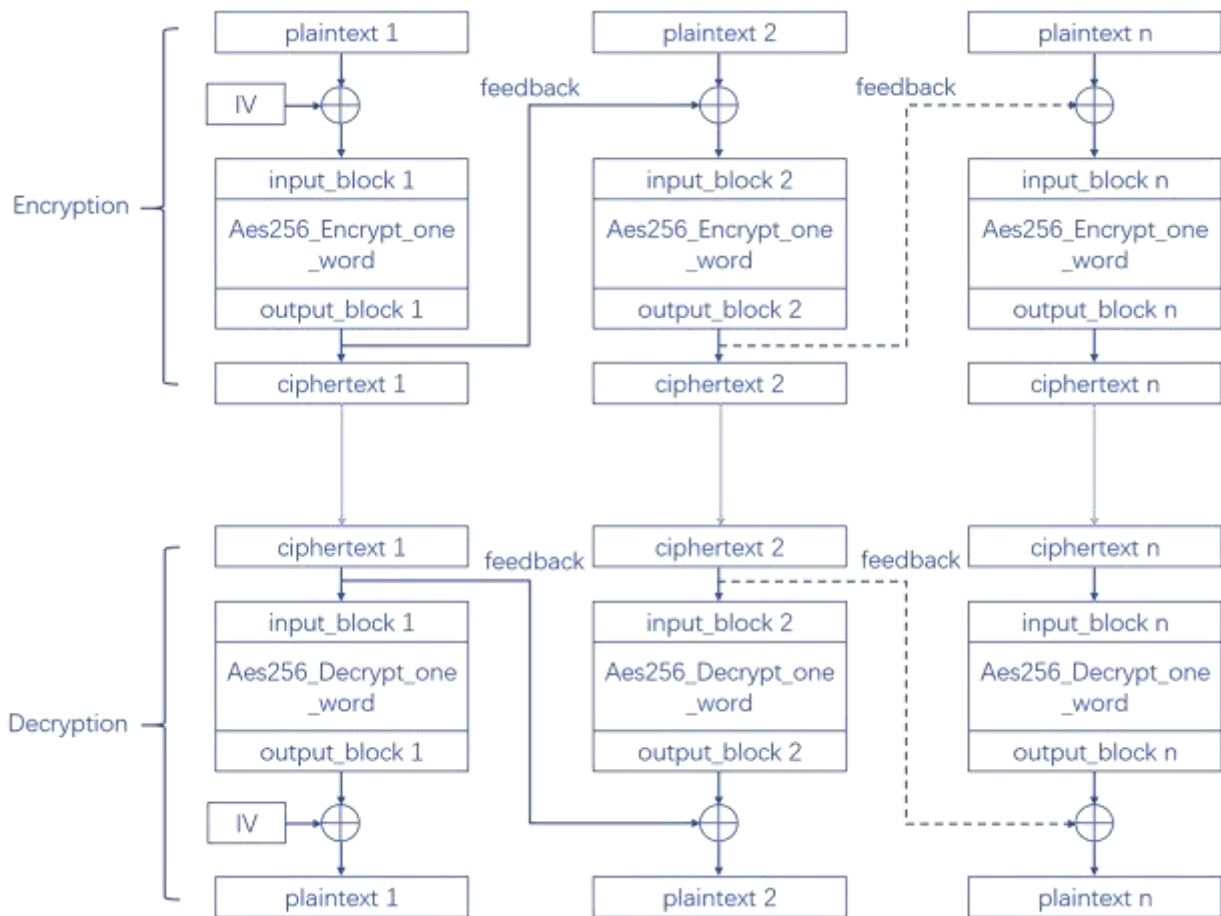 plaintext 1
plaintext 2
plaintext n
feedback
feedback
IV
input_block 1
input_block 2
input_block n
Encryption
Aes256_Encrypt_one
_word
Aes256_Encrypt_one
_word
Aes256_Encrypt_one
_word
output_block 1
output_block 2
output_block n
ciphertext 1
ciphertext 2
ciphertext n
ciphertext 1
ciphertext 2
ciphertext n
feedback
feedback
input_block 1
input_block 2
input_block n
Aes256_Decrypt_one
_word
Aes256_Decrypt_one
_word
Aes256_Decrypt_one
_word
Decryption
output_block 1
output_block 2
output_block n
IV
plaintext 1
plaintext 2
plaintext n